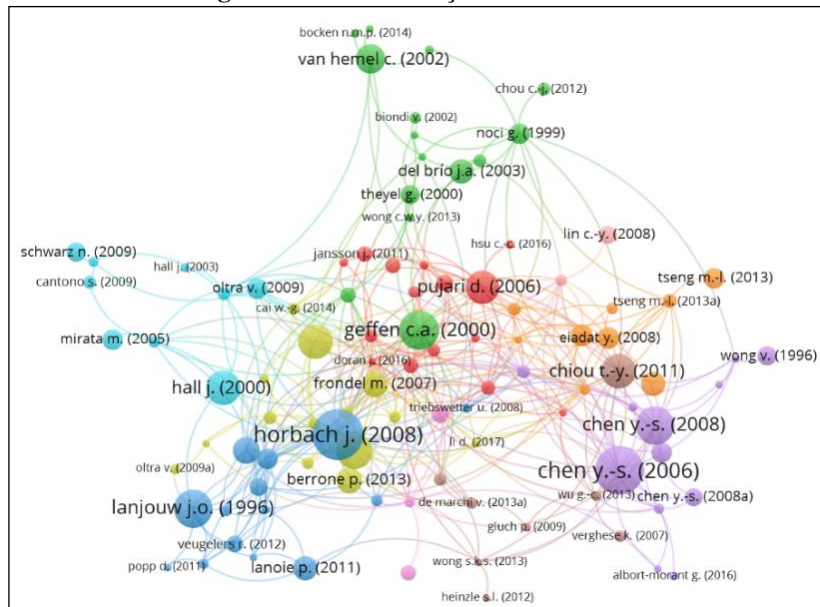 bocken n.m.p. (2014)
van hemel c. (2002)
chou c.-j. (2012)
biondi v. (2002)
noci g. (1999)
del brío j.a. (2003)
theyel g. (2000)
wong c.w.y. (2013)
lin c.-y. (2008)
hsu c.-c. (2016)
schwarz n. (2009)
jansson j. (2011)
hall j. (2003)
cantono s. (2009)
oltra v. (2009)
pujari d. (2006)
tseng m.-l. (2013)
tseng m.-l. (2013a)
cai w.-g. (2014)
geffen c.a. (2000)
mirata m. (2005)
eiadat y. (2008)
wong v. (1996)
doran j. (2016)
chiou t.-y. (2011)
hall j. (2000)
frondel m. (2007)
triebswetter u. (2008)
chen y.-s. (2008)
horbach j. (2008)
li d. (2017)
oltra v. (2009a)
chen y.-s. (2006)
berrone p. (2013)
wu g.-c. (2013)
chen y.-s. (2008a)
lanjouw j.o. (1996)
de marchi v. (2013a)
gluch p. (2009)
verghese k. (2007)
veugelers r. (2012)
popp d. (2011)
lanoie p. (2011)
wong s.k.s. (2013)
albort-morant g. (2016)
heinzle s.l. (2012)